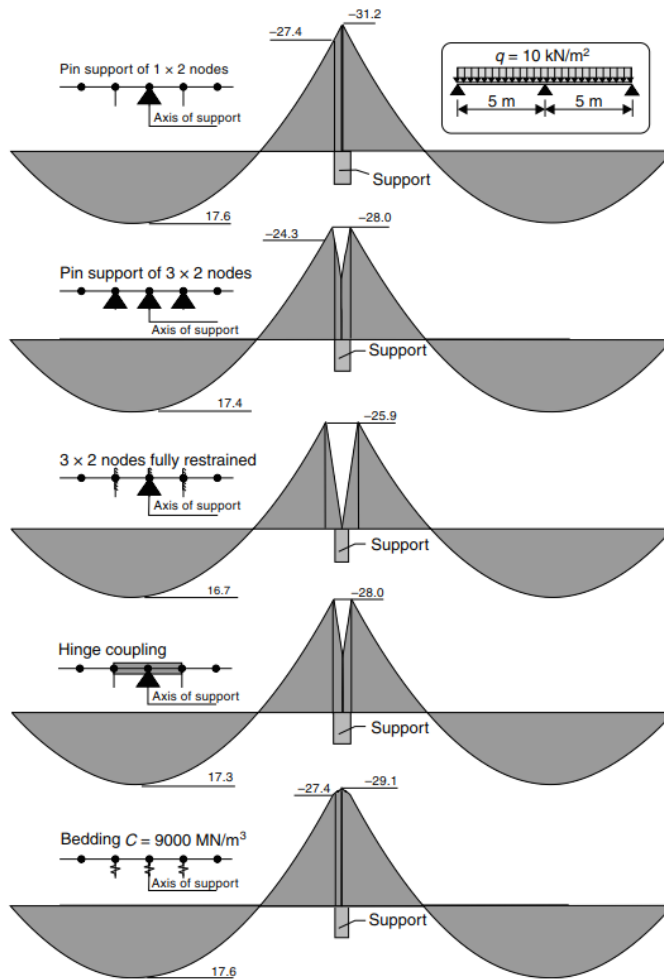 −31.2
−27.4
Pin support of 1 × 2 nodes
Axis of support
q = 10 kN/m²
5 m 5 m
Support
17.6
−28.0
−24.3
Pin support of 3 × 2 nodes
Axis of support
Support
17.4
−25.9
3 × 2 nodes fully restrained
Axis of support
Support
16.7
−28.0
Hinge coupling
Axis of support
Support
17.3
−29.1
−27.4
Bedding C = 9000 MN/m³
Axis of support
Support
17.6